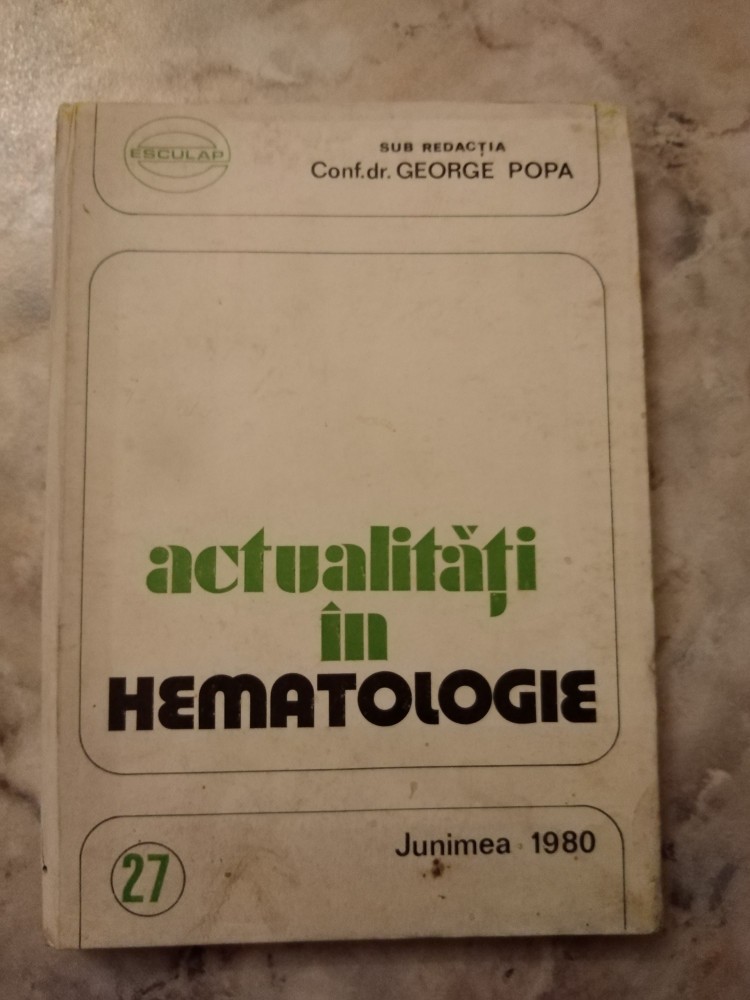 ESCULAP
SUB REDACȚIA
Conf.dr. GEORGE POPA
actualități
în
HEMATOLOGIE
27
Junimea 1980